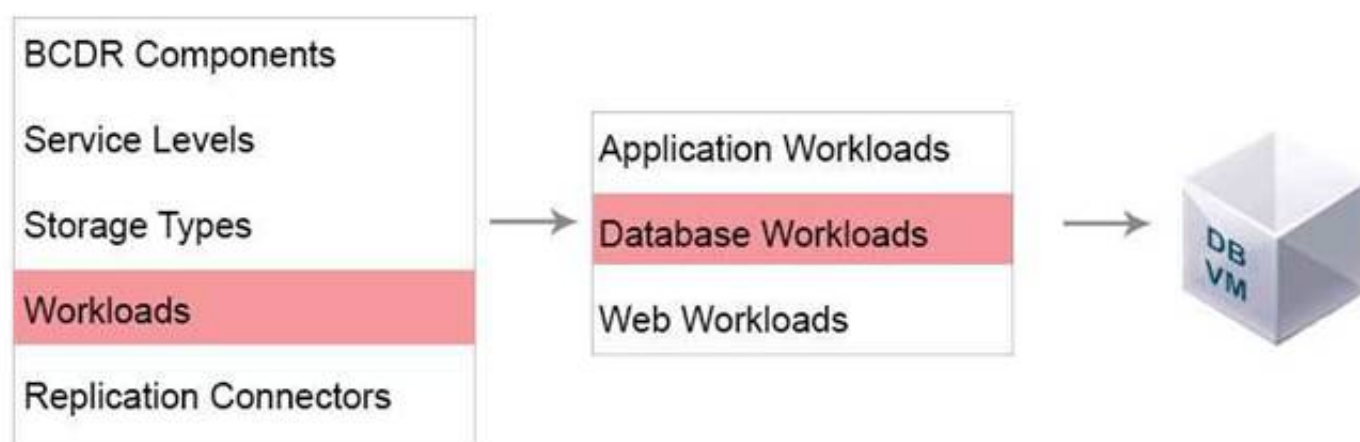 BCDR Components
Service Levels
Storage Types
Workloads
Replication Connectors
Application Workloads
Database Workloads
Web Workloads
DB
VM